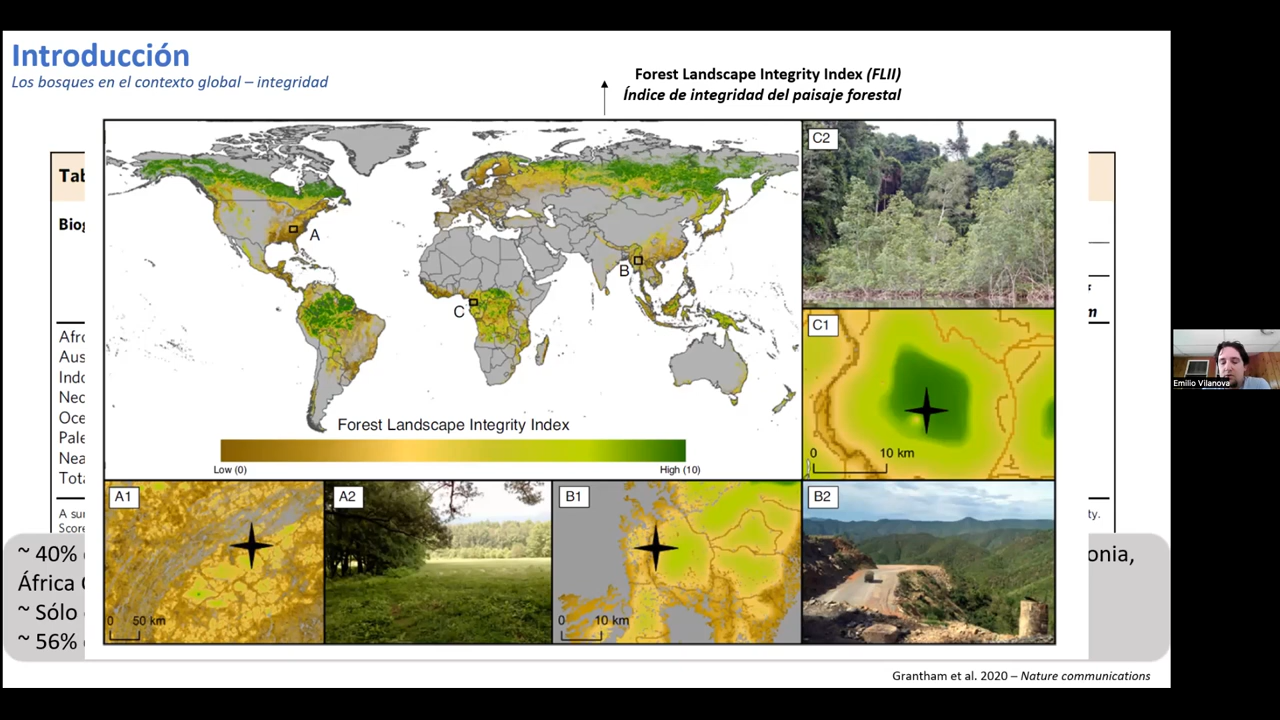 Introducción
Los bosques en el contexto global – integridad
Forest Landscape Integrity Index (FLII)
Índice de integridad del paisaje forestal
Tab
Biog
Afro
Aus
Indo
Neo
Oce
Pale
Nea
Tota
A sur
Score
~ 40%
África
~ Sólo
~ 56%
A
B
C
Forest Landscape Integrity Index
Low (0)
High (10)
C2
C1
0 10 km
A1
0 50 km
A2
B1
0 10 km
B2
m
ty.
onia,
Grantham et al. 2020 – Nature communications
Emilio Vilanova